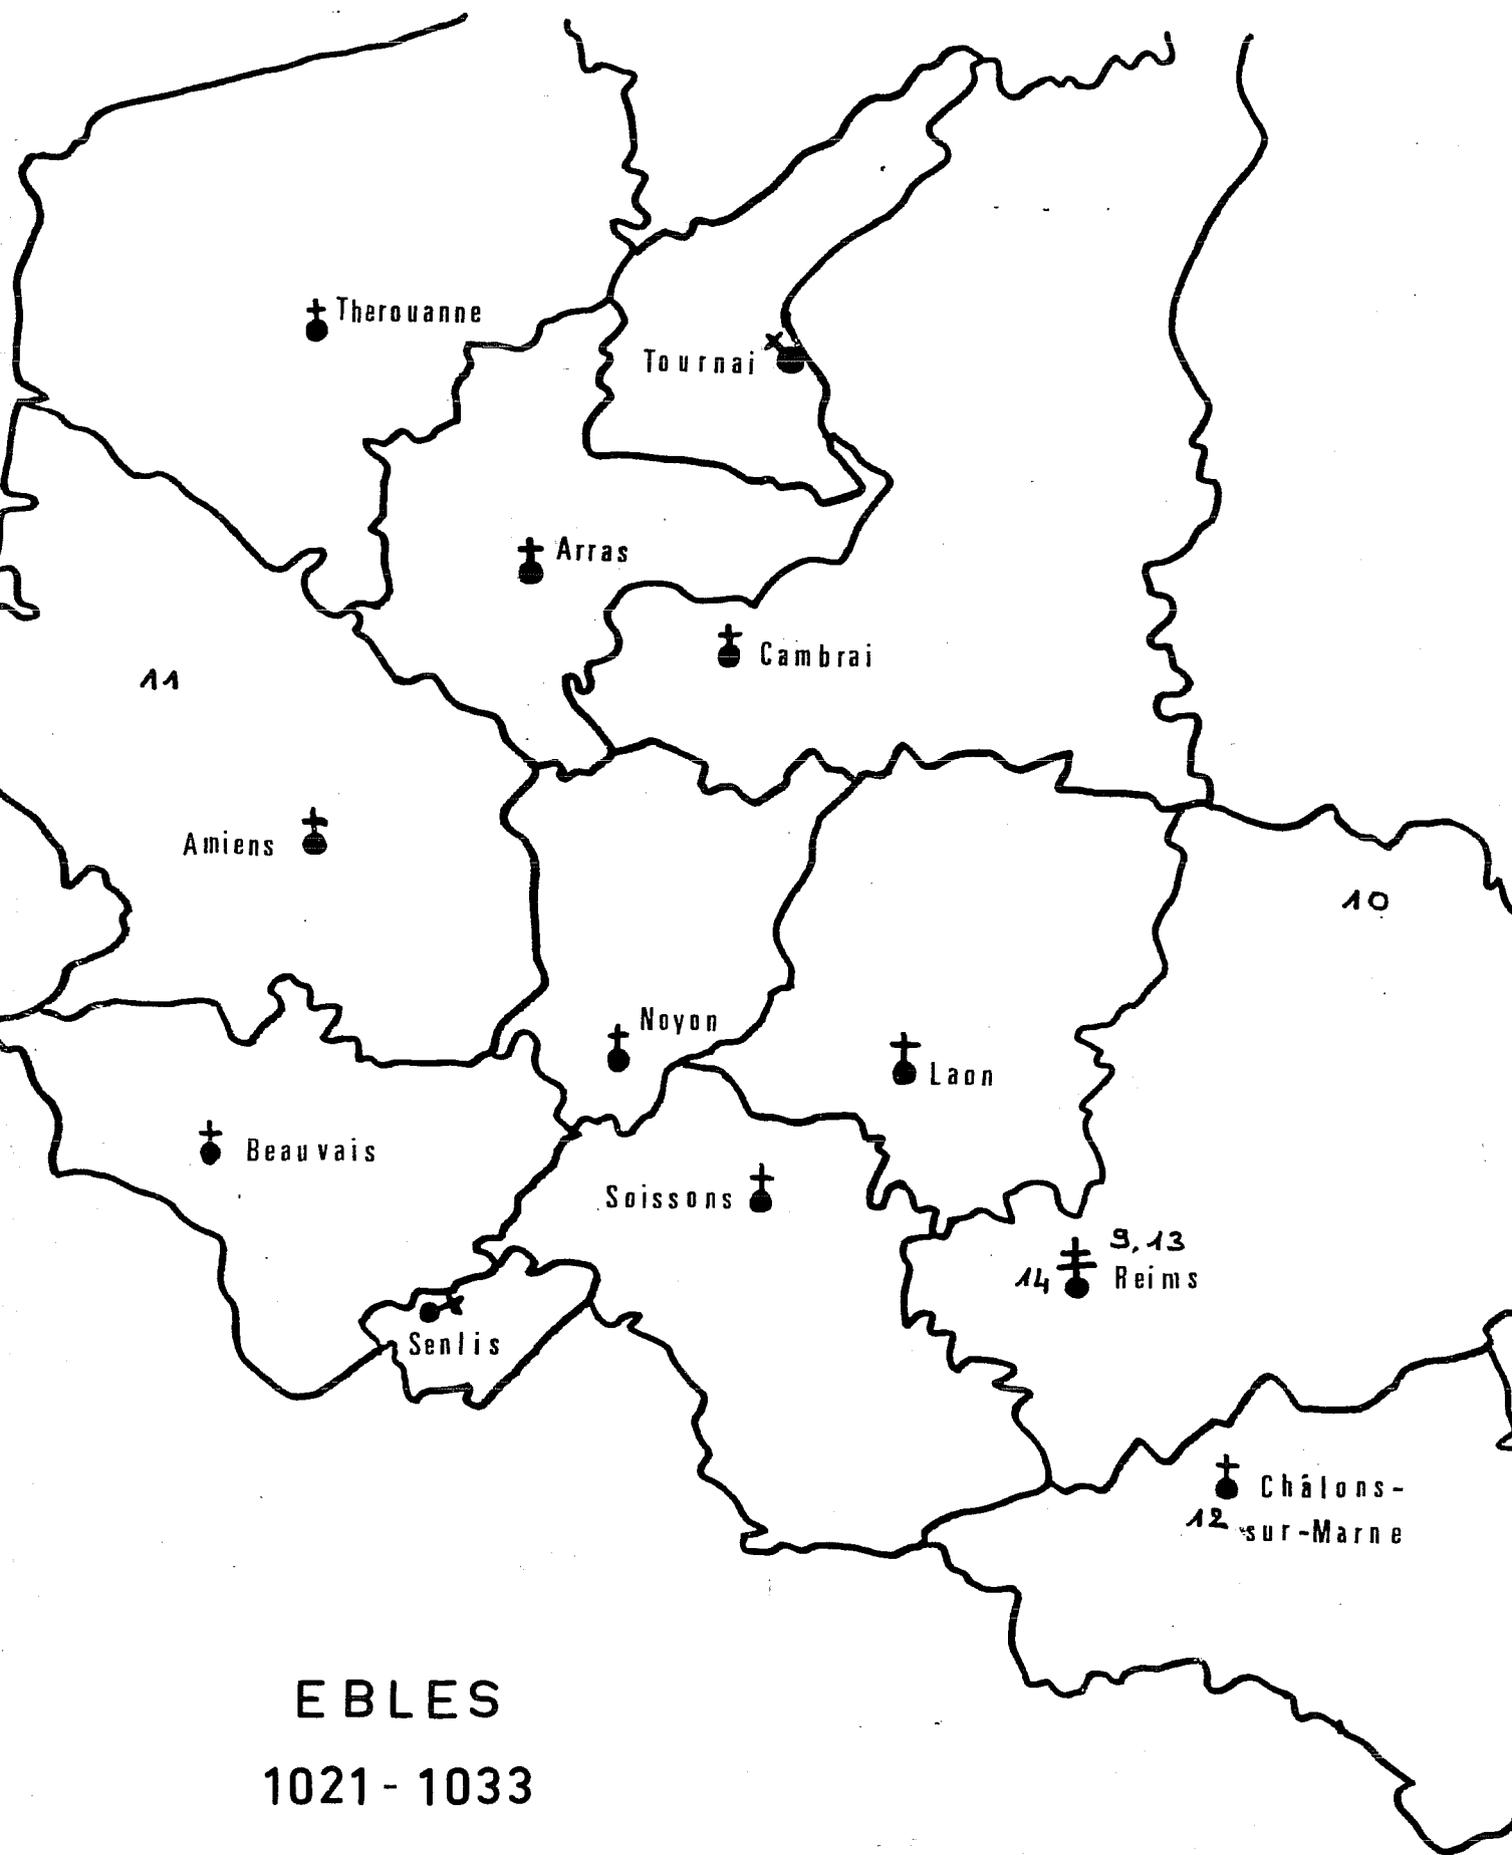 Therouanne
Tournai
Arras
Cambrai
11
Amiens
10
Noyon
Laon
Beauvais
Soissons
9,13
14 Reims
Senlis
Châlons-
12 sur-Marne
EBLES
1021-1033